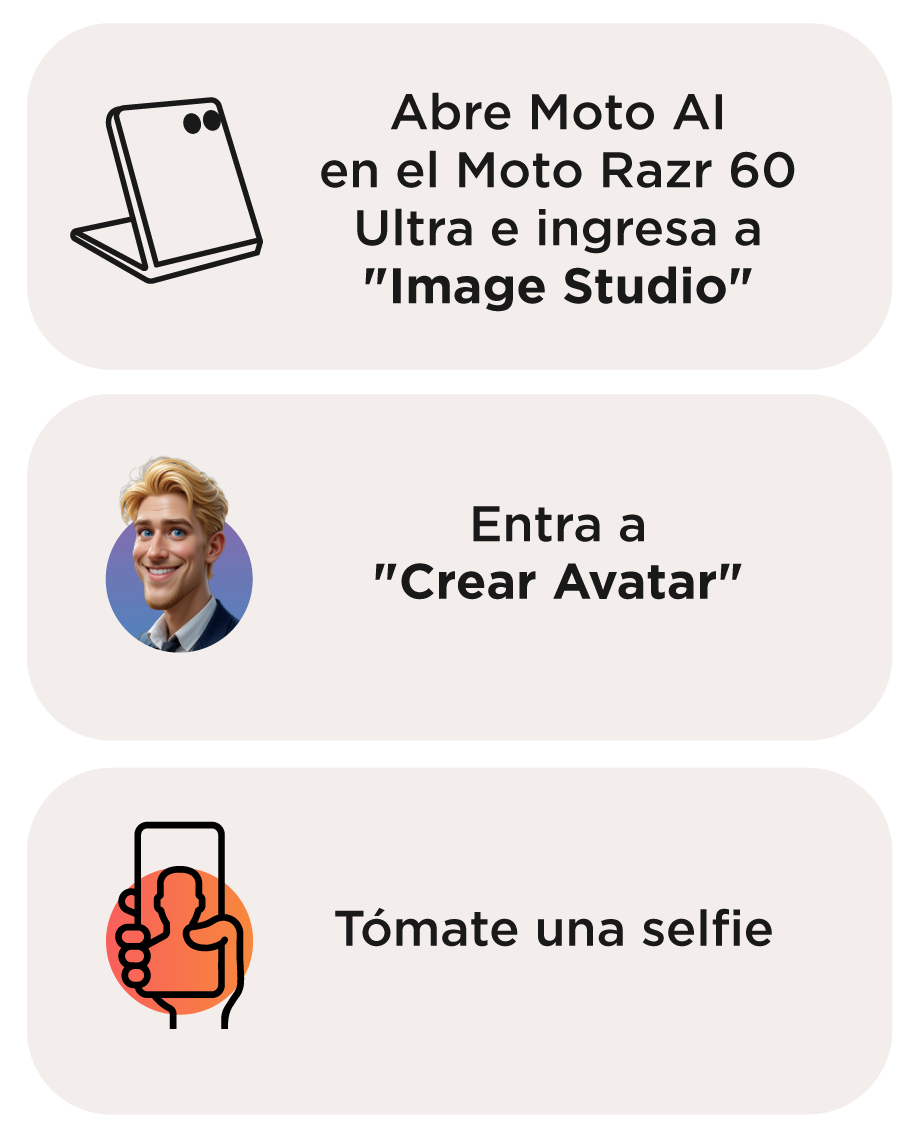 Abre Moto AI
en el Moto Razr 60
Ultra e ingresa a
"Image Studio"
Entra a
"Crear Avatar"
Tómate una selfie